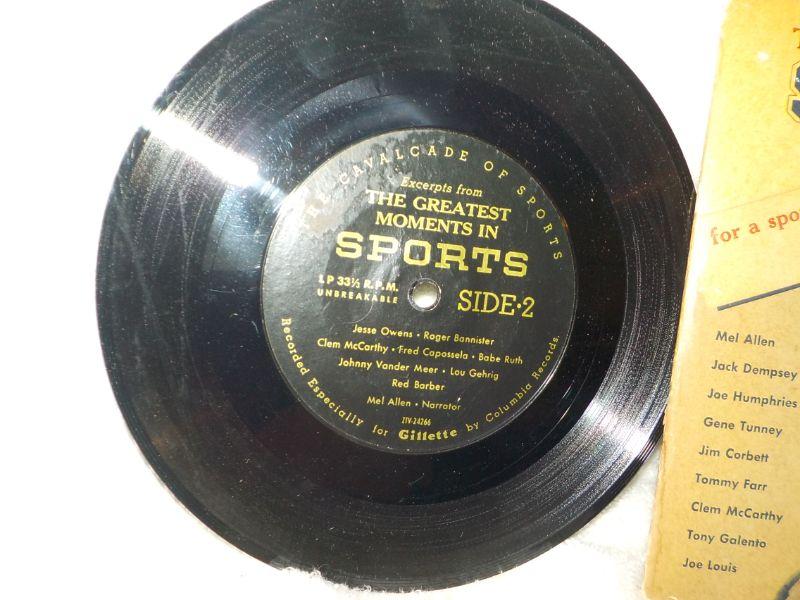 THE CAVALCADE OF SPORTS
Excerpts from
THE GREATEST
MOMENTS IN
SPORTS
LP 33⅓ R.P.M.
UNBREAKABLE
SIDE•2
Jesse Owens • Roger Bannister
Clem McCarthy • Fred Capossela • Babe Ruth
Johnny Vander Meer • Lou Gehrig
Red Barber
Mel Allen • Narrator
ZTV-24266
Recorded Especially for Gillette by Columbia Records.
for a spo
Mel Allen
Jack Dempsey
Joe Humphries
Gene Tunney
Jim Corbett
Tommy Farr
Clem McCarthy
Tony Galento
Joe Louis